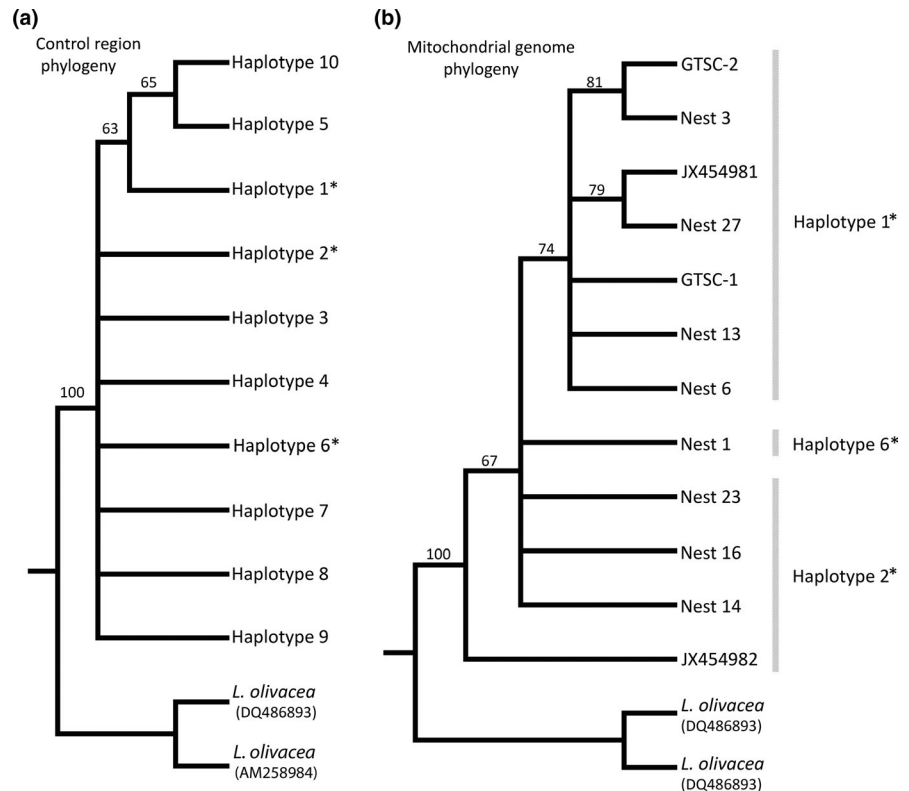 (a)
Control region
phylogeny
65
63
100
Haplotype 10
Haplotype 5
Haplotype 1*
Haplotype 2*
Haplotype 3
Haplotype 4
Haplotype 6*
Haplotype 7
Haplotype 8
Haplotype 9
L. olivacea
(DQ486893)
L. olivacea
(AM258984)
(b)
Mitochondrial genome
phylogeny
81
79
74
67
100
GTSC-2
Nest 3
JX454981
Nest 27
GTSC-1
Nest 13
Nest 6
Nest 1
Nest 23
Nest 16
Nest 14
JX454982
L. olivacea
(DQ486893)
L. olivacea
(DQ486893)
Haplotype 1*
Haplotype 6*
Haplotype 2*